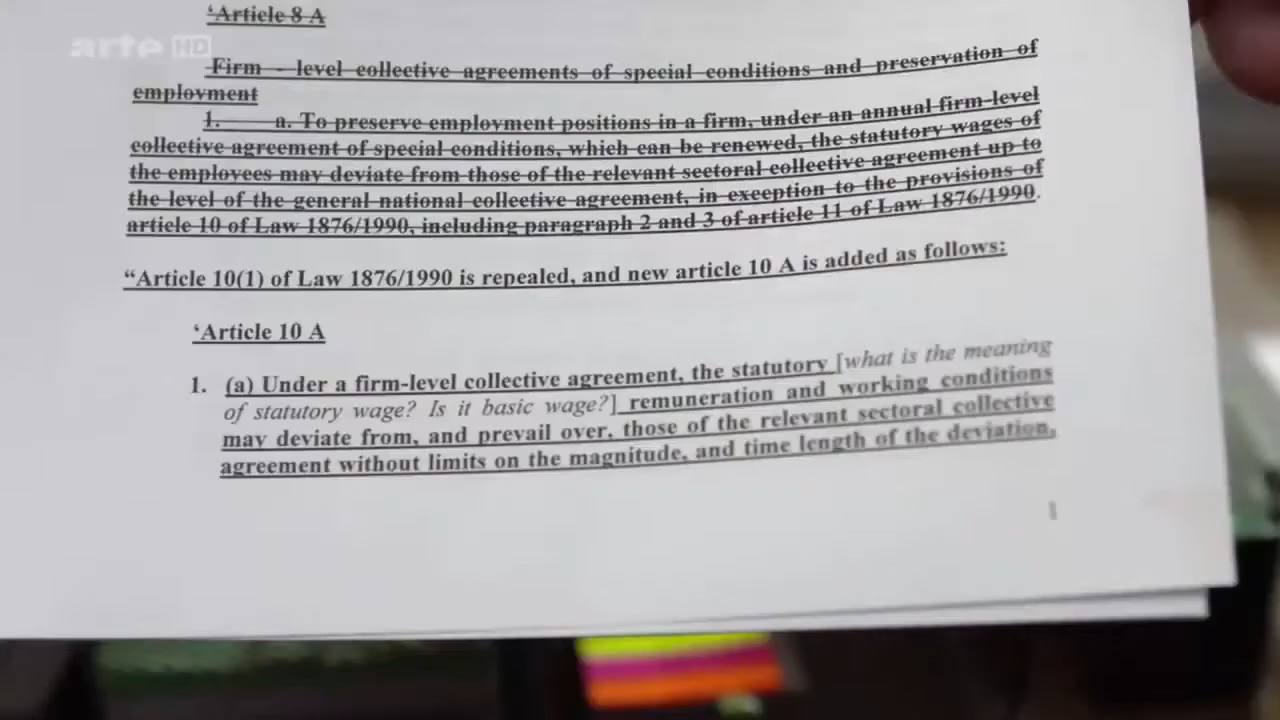 arte HD
‘Article 8 A
Firm – level collective agreements of special conditions and preservation of
employment
1. a. To preserve employment positions in a firm, under an annual firm-level
collective agreement of special conditions, which can be renewed, the statutory wages of
the employees may deviate from those of the relevant sectoral collective agreement up to
the level of the general national collective agreement, in exception to the provisions of
article 10 of Law 1876/1990, including paragraph 2 and 3 of article 11 of Law 1876/1990.
“Article 10(1) of Law 1876/1990 is repealed, and new article 10 A is added as follows:
‘Article 10 A
1. (a) Under a firm-level collective agreement, the statutory [what is the meaning
of statutory wage? Is it basic wage?] remuneration and working conditions
may deviate from, and prevail over, those of the relevant sectoral collective
agreement without limits on the magnitude, and time length of the deviation,
1